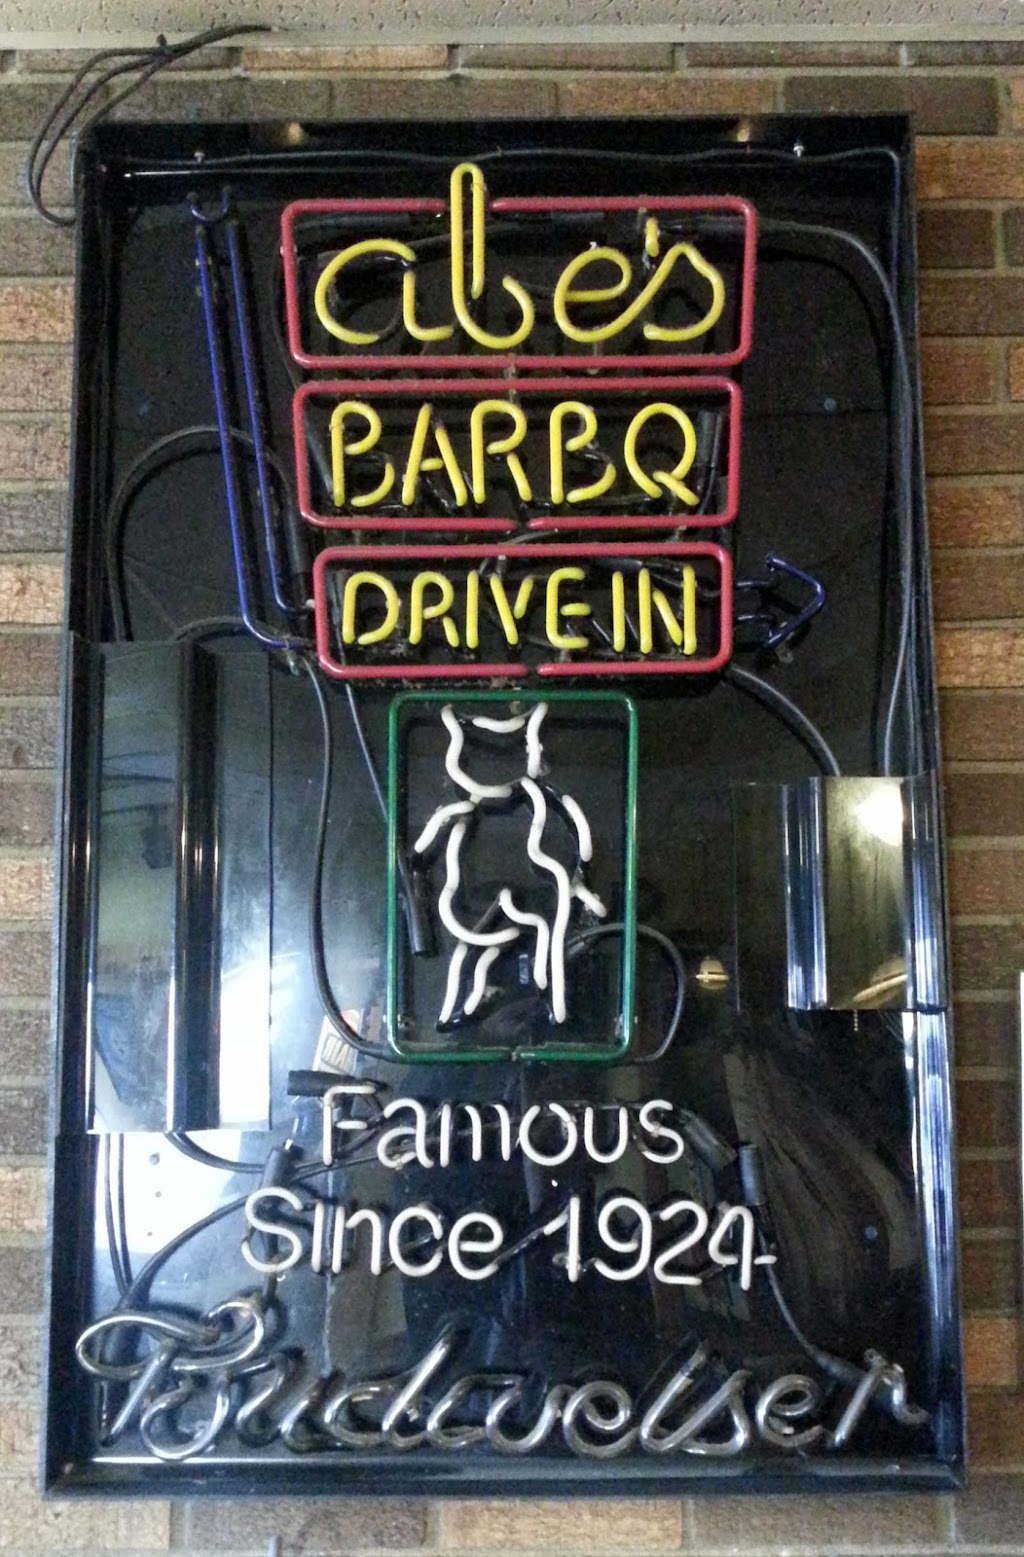 abe's
BARBQ
DRIVE IN
Famous
Since 1924
Budweiser